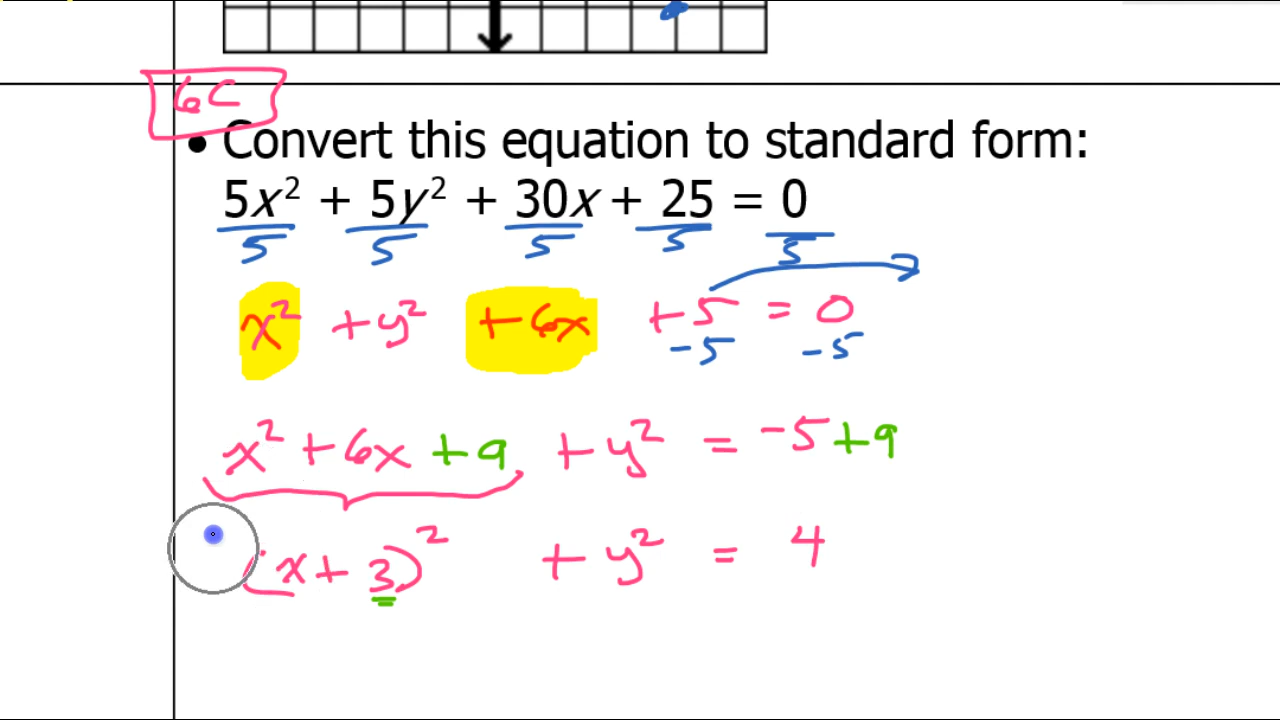 6C
• Convert this equation to standard form:
5x² + 5y² + 30x + 25 = 0
5 5 5 5 5
x² + y² + 6x + 5 = 0
-5 -5
x² + 6x + 9 + y² = -5 + 9
(x + 3)² + y² = 4